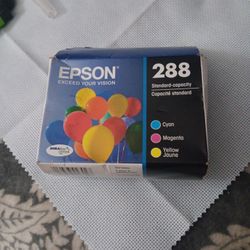 EPSON
EXCEED YOUR VISION
288
Standard-capacity
Capacité standard
Cyan
Magenta
Yellow
Jaune